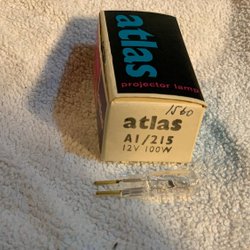 atlas
projector lamp
1560
atlas
A1/215
12V 100W